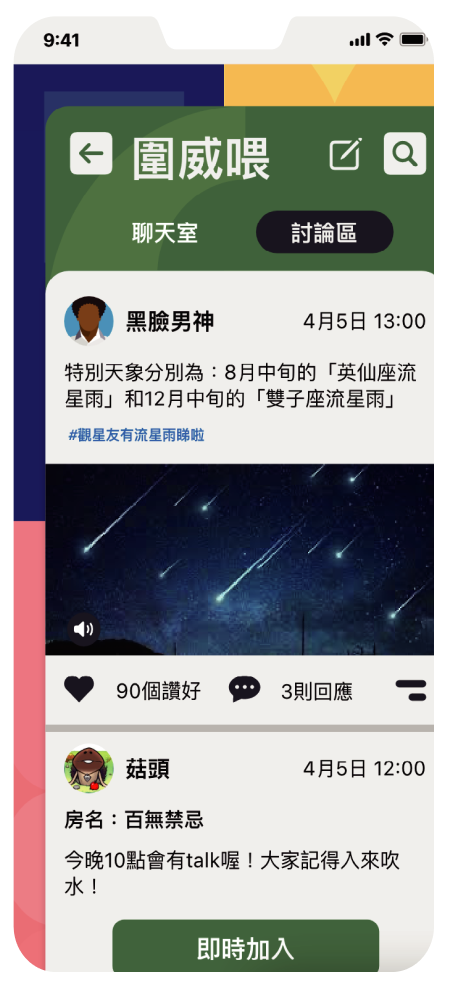 9:41
圍威喂
聊天室
討論區
黑臉男神
4月5日 13:00
特別天象分別為：8月中旬的「英仙座流
星雨」和12月中旬的「雙子座流星雨」
#觀星友有流星雨睇啦
90個讚好
3則回應
菇頭
4月5日 12:00
房名：百無禁忌
今晚10點會有talk喔！大家記得入來吹
水！
即時加入